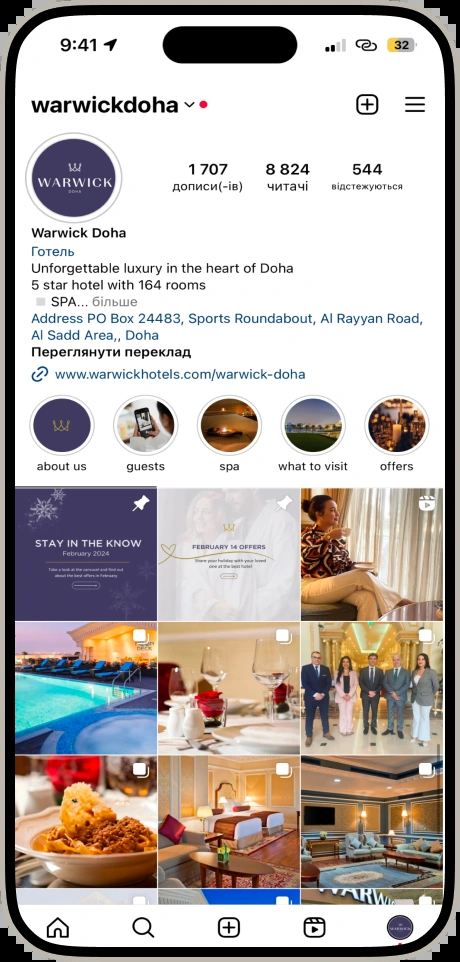 9:41
32
warwickdoha
1 707
8 824
544
дописи(-ів)
читачі
відстежуються
WARWICK
DOHA
Warwick Doha
Готель
Unforgettable luxury in the heart of Doha
5 star hotel with 164 rooms
SPA... більше
Address PO Box 24483, Sports Roundabout, Al Rayyan Road,
Al Sadd Area,, Doha
Переглянути переклад
www.warwickhotels.com/warwick-doha
about us
guests
spa
what to visit
offers
STAY IN THE KNOW
February 2024
Take a look at the carousel and find out
about the best offers in February
FEBRUARY 14 OFFERS
Share your holiday with your loved
one at the best hotel
DECK
WARWICK